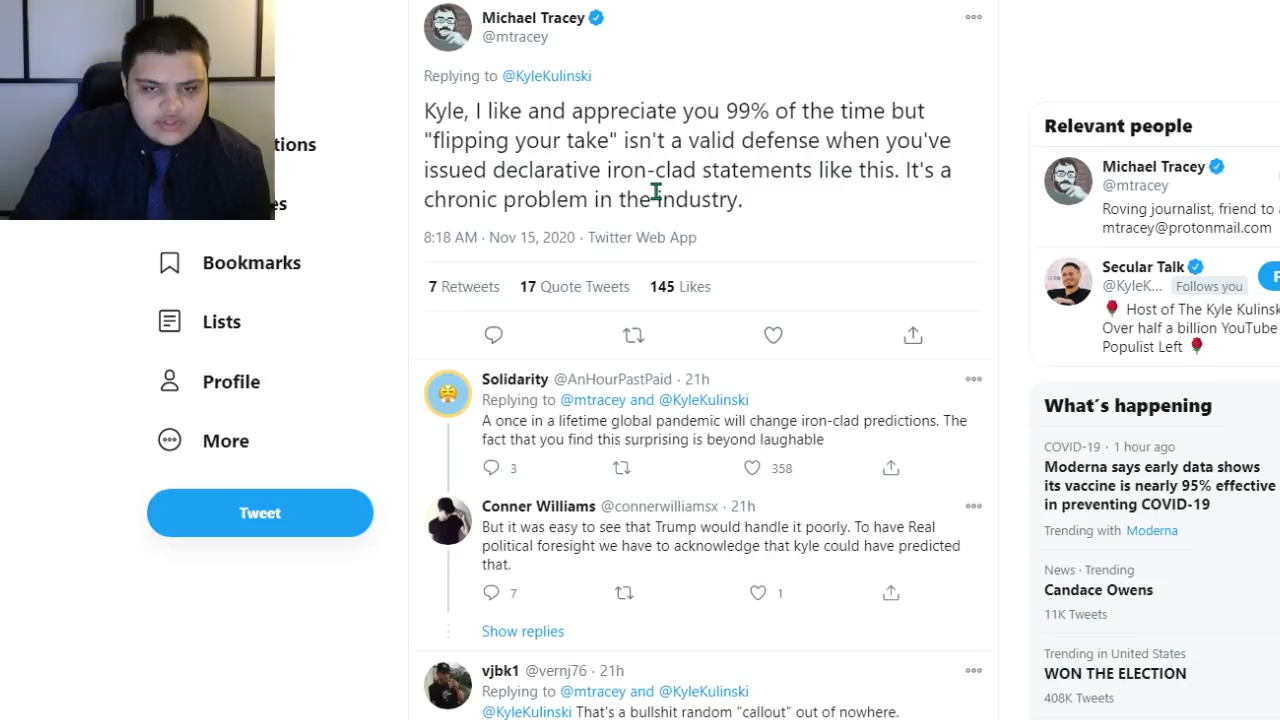 Michael Tracey
@mtracey
Replying to @KyleKulinski
Kyle, I like and appreciate you 99% of the time but
"flipping your take" isn't a valid defense when you've
issued declarative iron-clad statements like this. It's a
chronic problem in the industry.
8:18 AM · Nov 15, 2020 · Twitter Web App
7 Retweets 17 Quote Tweets 145 Likes
Solidarity @AnHourPastPaid · 21h
Replying to @mtracey and @KyleKulinski
A once in a lifetime global pandemic will change iron-clad predictions. The
fact that you find this surprising is beyond laughable
3 358
Conner Williams @connerwilliamsx · 21h
But it was easy to see that Trump would handle it poorly. To have Real
political foresight we have to acknowledge that kyle could have predicted
that.
7 1
Show replies
vjbk1 @vernj76 · 21h
Replying to @mtracey and @KyleKulinski
@KyleKulinski That's a bullshit random "callout" out of nowhere.
tions
es
Bookmarks
Lists
Profile
More
Tweet
Relevant people
Michael Tracey
@mtracey
Roving journalist, friend to a
mtracey@protonmail.com
Secular Talk
@KyleK... Follows you
Host of The Kyle Kulinsk
Over half a billion YouTube
Populist Left
What's happening
COVID-19 · 1 hour ago
Moderna says early data shows
its vaccine is nearly 95% effective
in preventing COVID-19
Trending with Moderna
News · Trending
Candace Owens
11K Tweets
Trending in United States
WON THE ELECTION
408K Tweets